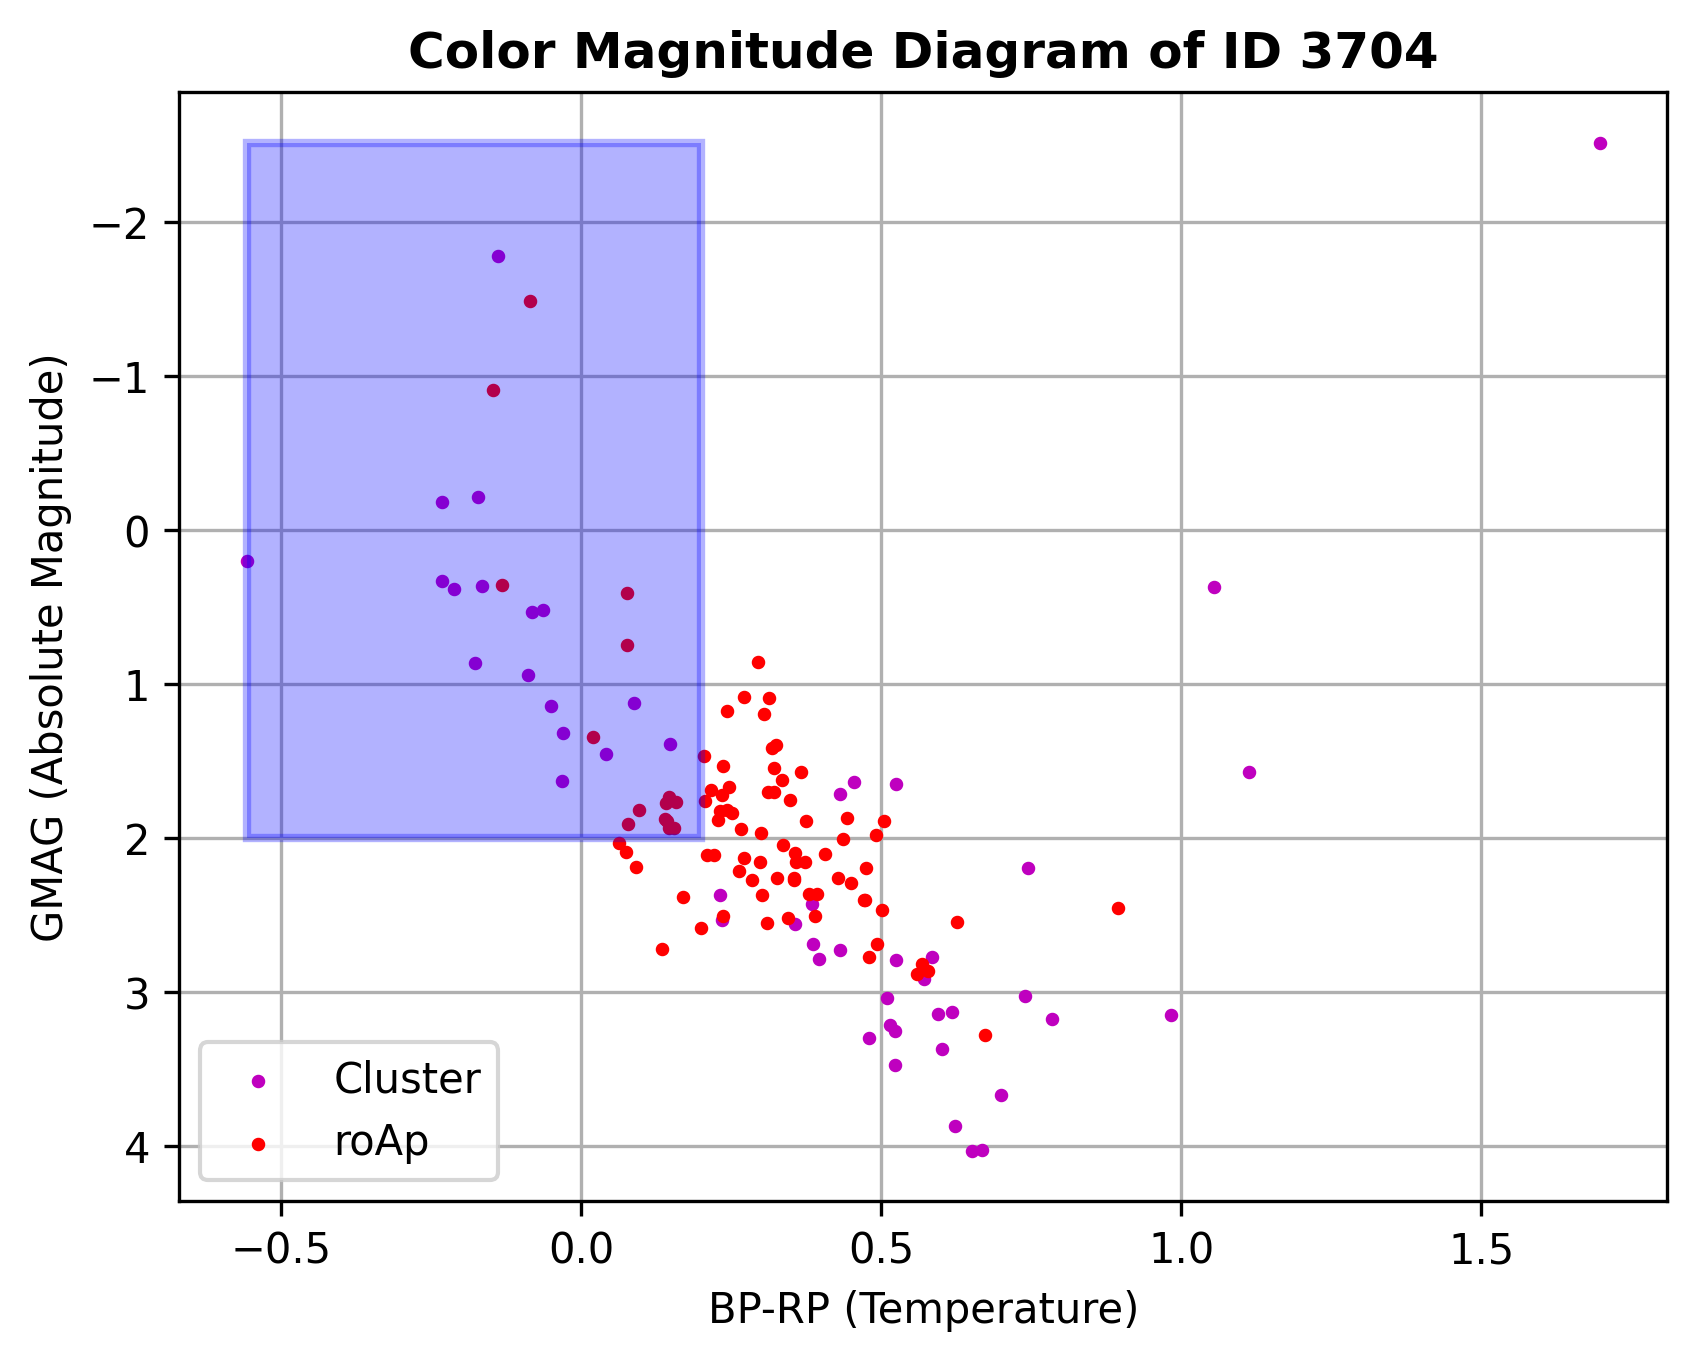 Color Magnitude Diagram of ID 3704
GMAG (Absolute Magnitude)
−2
−1
0
1
2
3
4
Cluster
roAp
−0.5
0.0
0.5
1.0
1.5
BP-RP (Temperature)